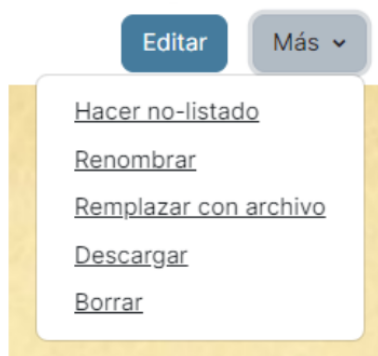 Editar Más
Hacer no-listado
Renombrar
Remplazar con archivo
Descargar
Borrar